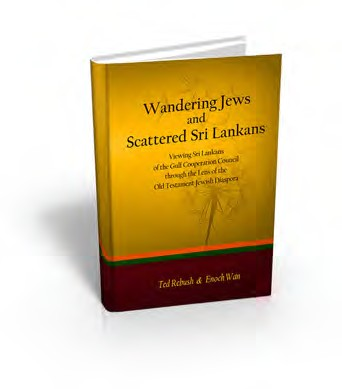 Wandering Jews
and
Scattered Sri Lankans
Viewing Sri Lankans
of the Gulf Cooperation Council
through the Lens of the
Old Testament Jewish Diaspora
Ted Rebush & Enoch Wan